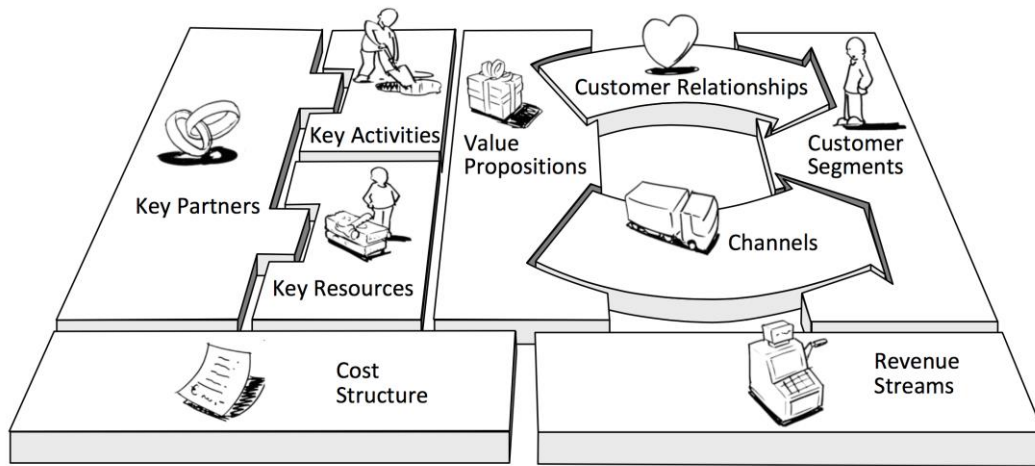 Key Partners
Key Activities
Key Resources
Value
Propositions
Customer Relationships
Channels
Customer
Segments
Cost
Structure
Revenue
Streams